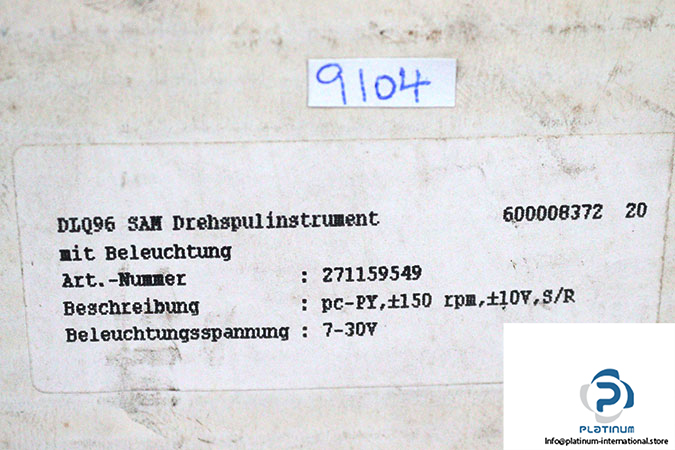 9104
DLQ96 SAM Drehspulinstrument 600008372 20
mit Beleuchtung
Art.-Nummer : 271159549
Beschreibung : pc-PY,±150 rpm,±10V,S/R
Beleuchtungsspannung : 7-30V
PLATINUM
Info@platinum-international.store